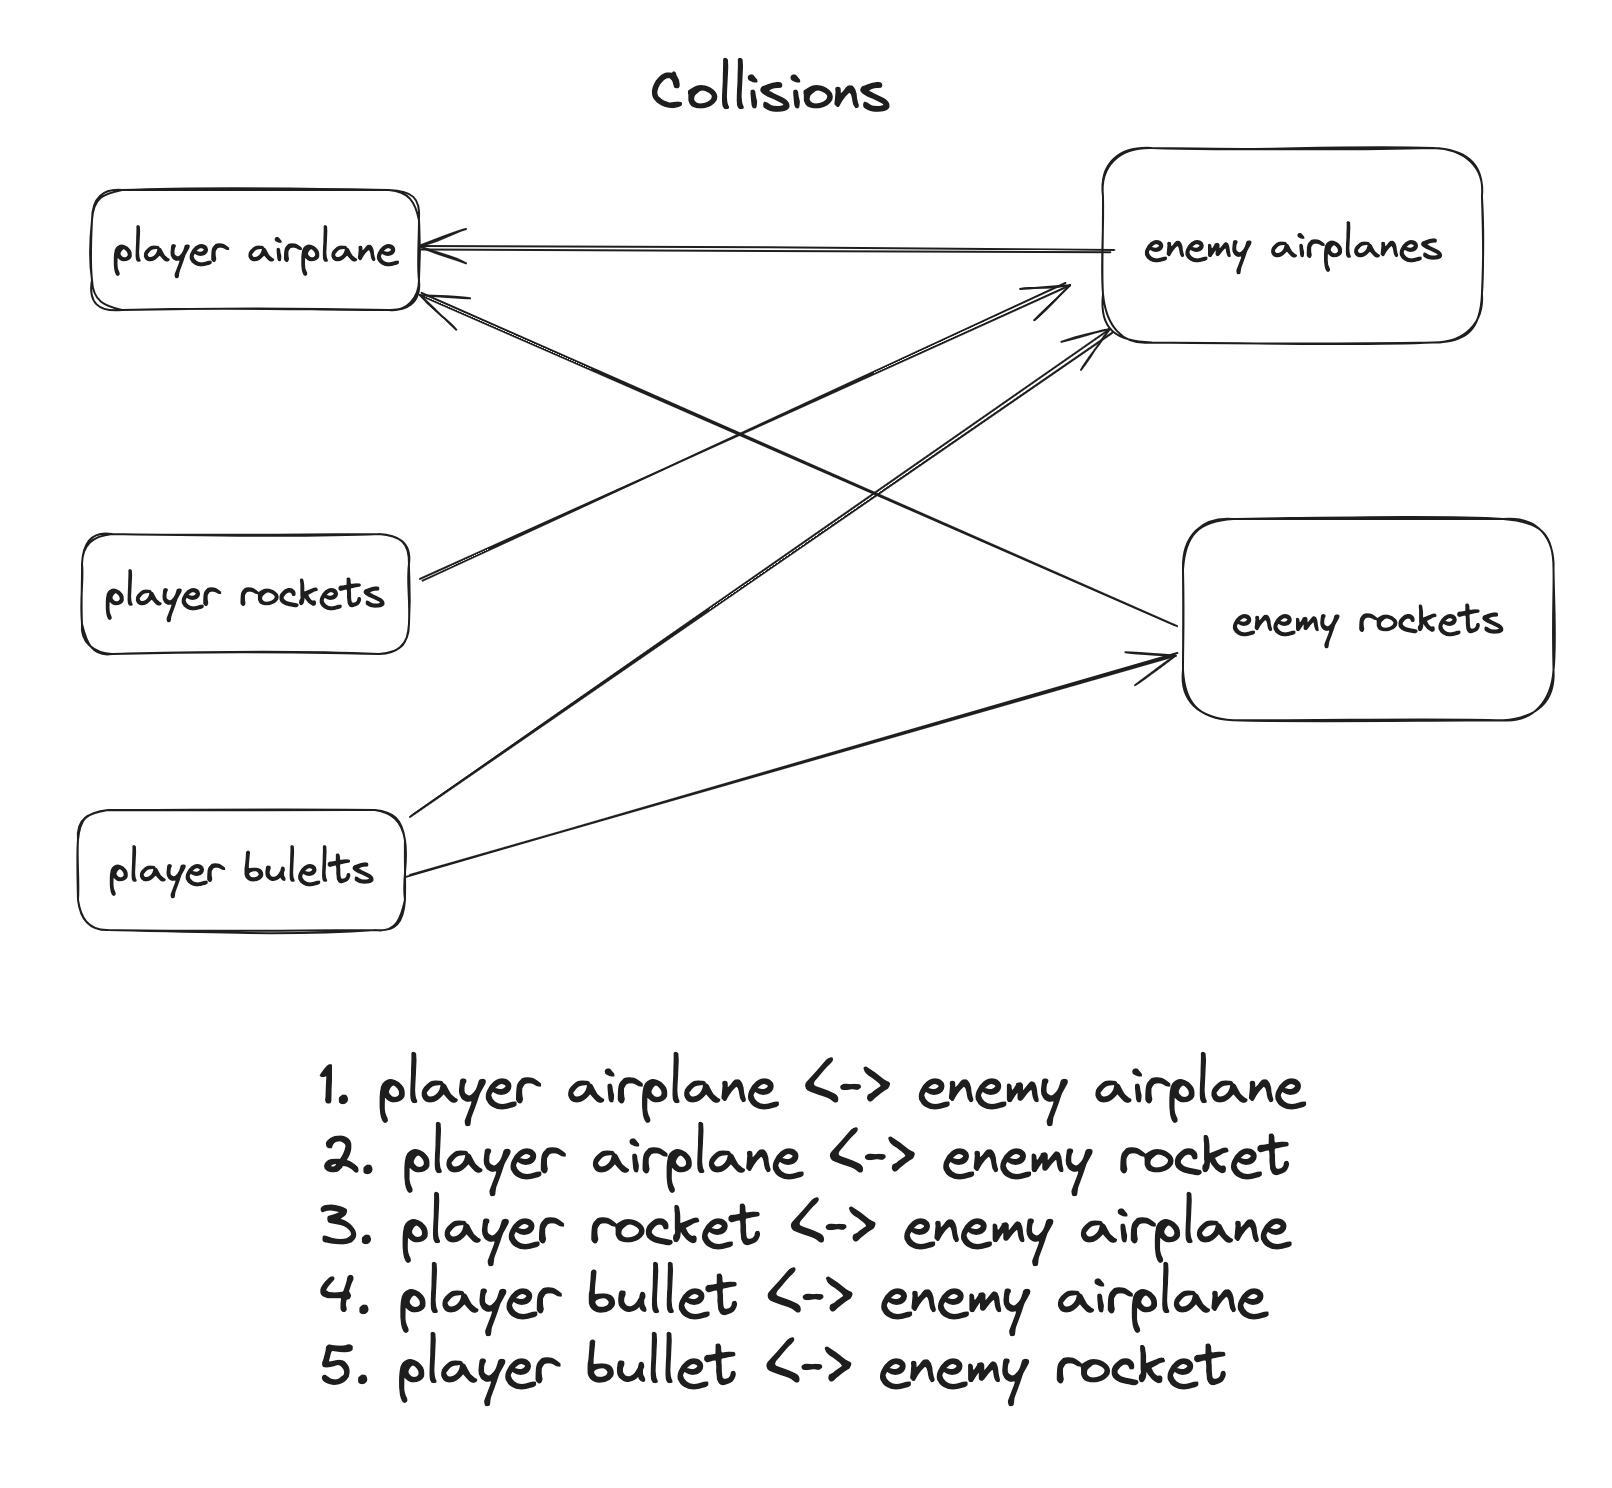 Collisions
player airplane
enemy airplanes
player rockets
enemy rockets
player bulelts
1. player airplane <-> enemy airplane
2. player airplane <-> enemy rocket
3. player rocket <-> enemy airplane
4. player bullet <-> enemy airplane
5. player bullet <-> enemy rocket